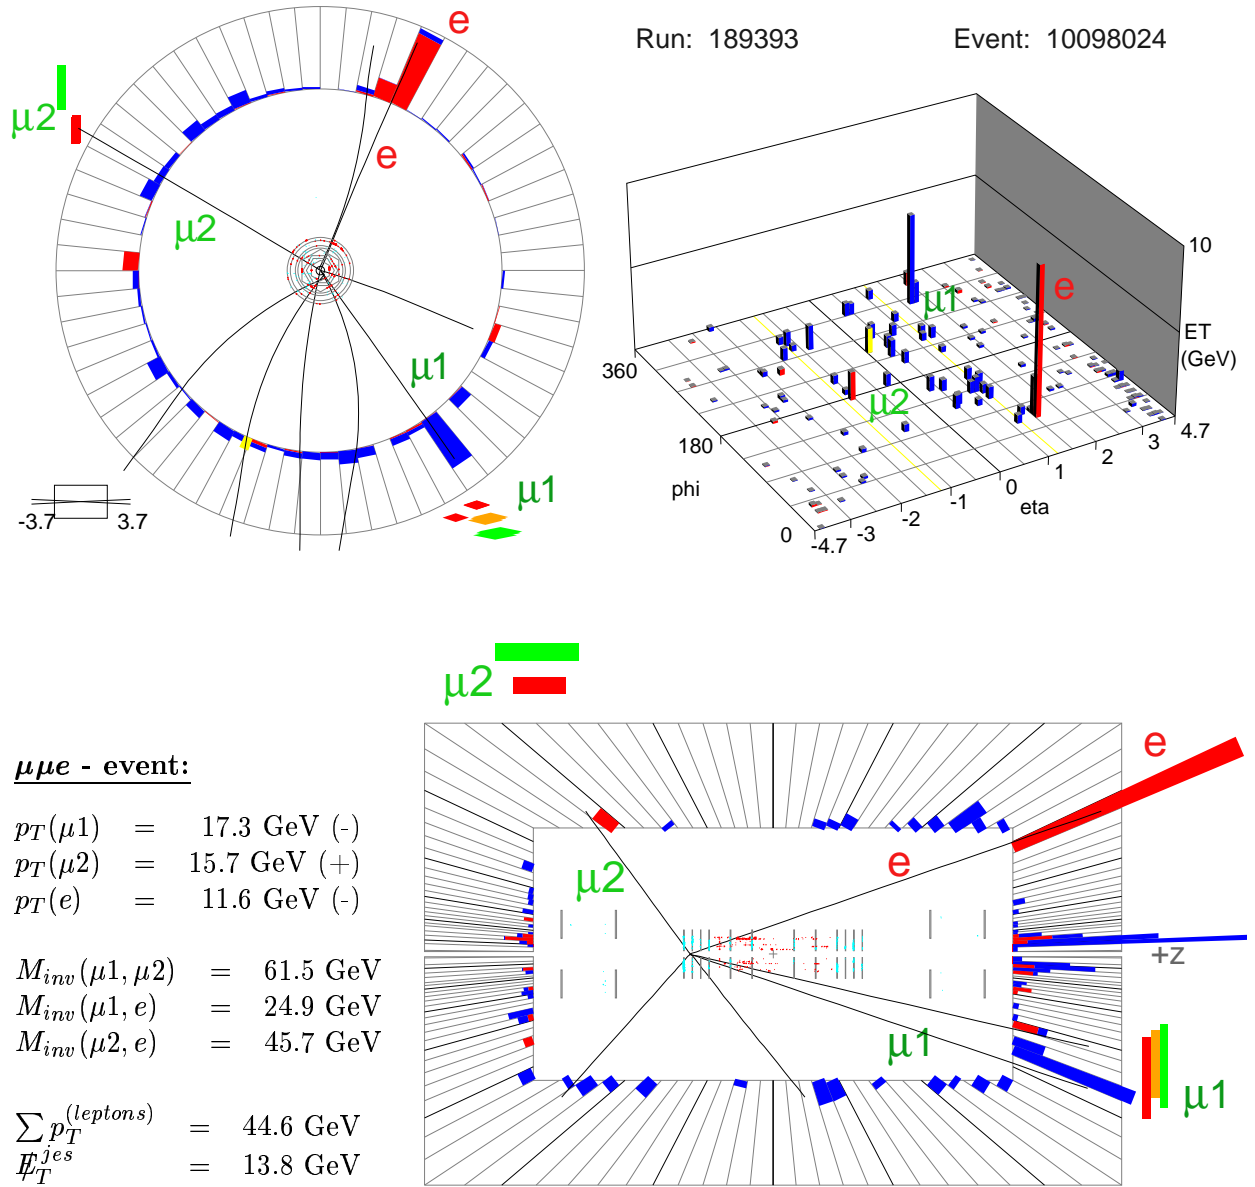 Run: 189393 Event: 10098024
e
μ2
e
μ2
μ1
μ1
-3.7 3.7
10
ET
(GeV)
μ1
e
μ2
360
180
0
phi
-4.7 -3 -2 -1 0 1 2 3 4.7
eta
μ2
e
μ2
e
+z
μ1
μ1
μμe - event:
pT(μ1) = 17.3 GeV (-)
pT(μ2) = 15.7 GeV (+)
pT(e) = 11.6 GeV (-)
Minv(μ1, μ2) = 61.5 GeV
Minv(μ1, e) = 24.9 GeV
Minv(μ2, e) = 45.7 GeV
∑ pT(leptons) = 44.6 GeV
E̸Tjes = 13.8 GeV